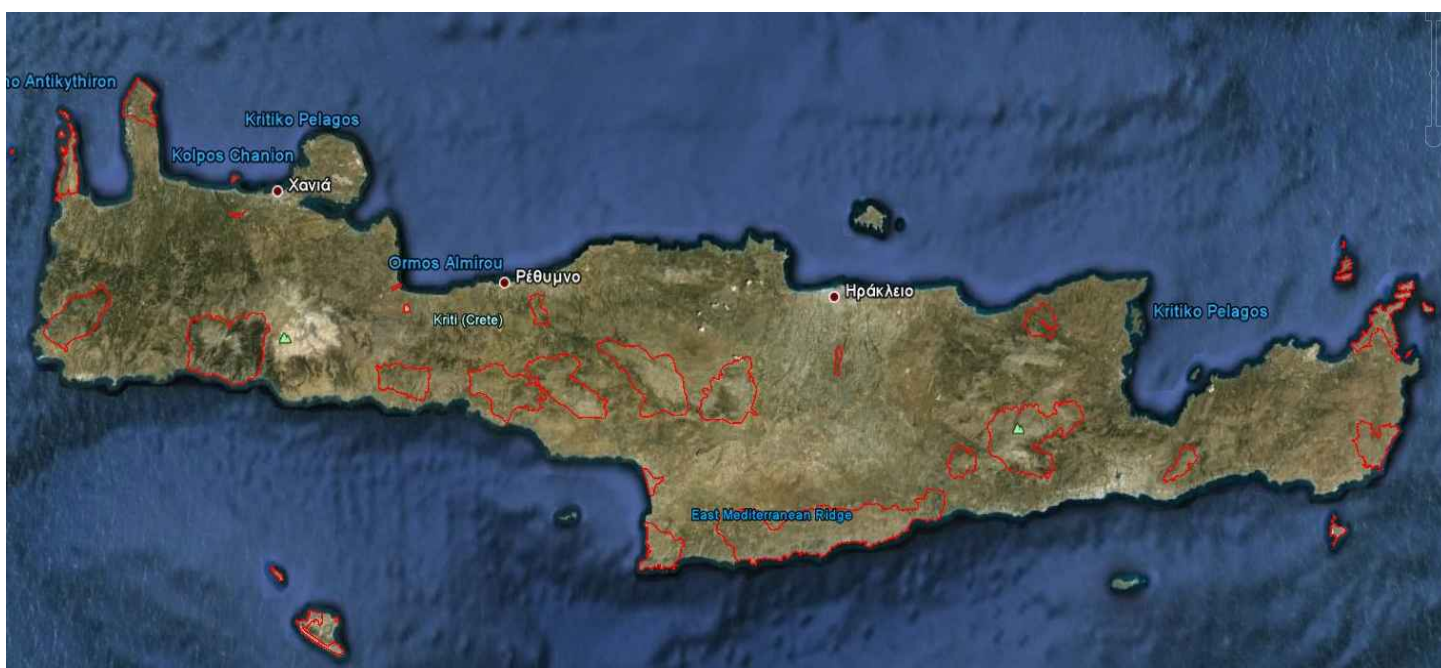 no Antikythiron
Kritiko Pelagos
Kolpos Chanion
Χανιά
Ormos Almirou
Ρέθυμνο
Ηράκλειο
Kriti (Crete)
Kritiko Pelagos
East Mediterranean Ridge